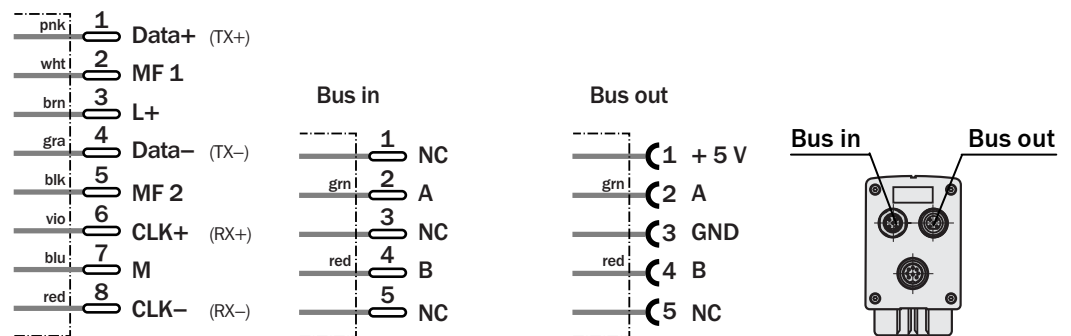 pnk 1 Data+ (TX+)
wht 2 MF 1
brn 3 L+
gra 4 Data− (TX−)
blk 5 MF 2
vio 6 CLK+ (RX+)
blu 7 M
red 8 CLK− (RX−)
Bus in
1 NC
grn 2 A
3 NC
red 4 B
5 NC
Bus out
1 + 5 V
grn 2 A
3 GND
red 4 B
5 NC
Bus in
Bus out